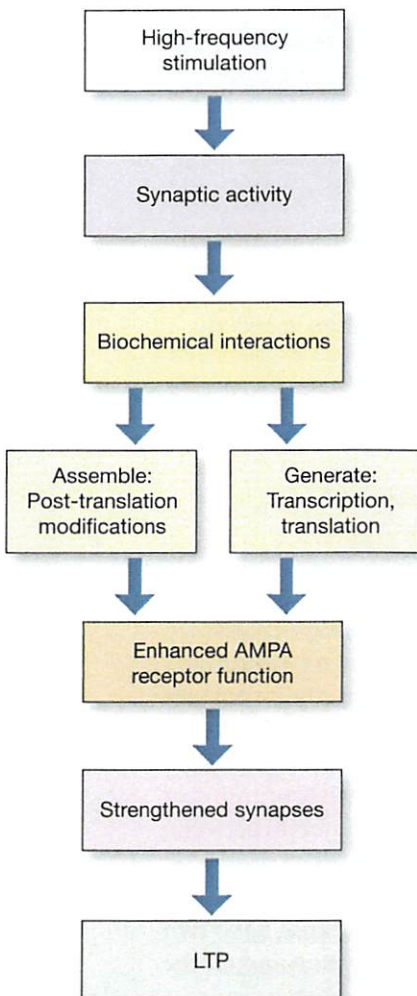 High-frequency
stimulation
Synaptic activity
Biochemical interactions
Assemble:
Post-translation
modifications
Generate:
Transcription,
translation
Enhanced AMPA
receptor function
Strengthened synapses
LTP